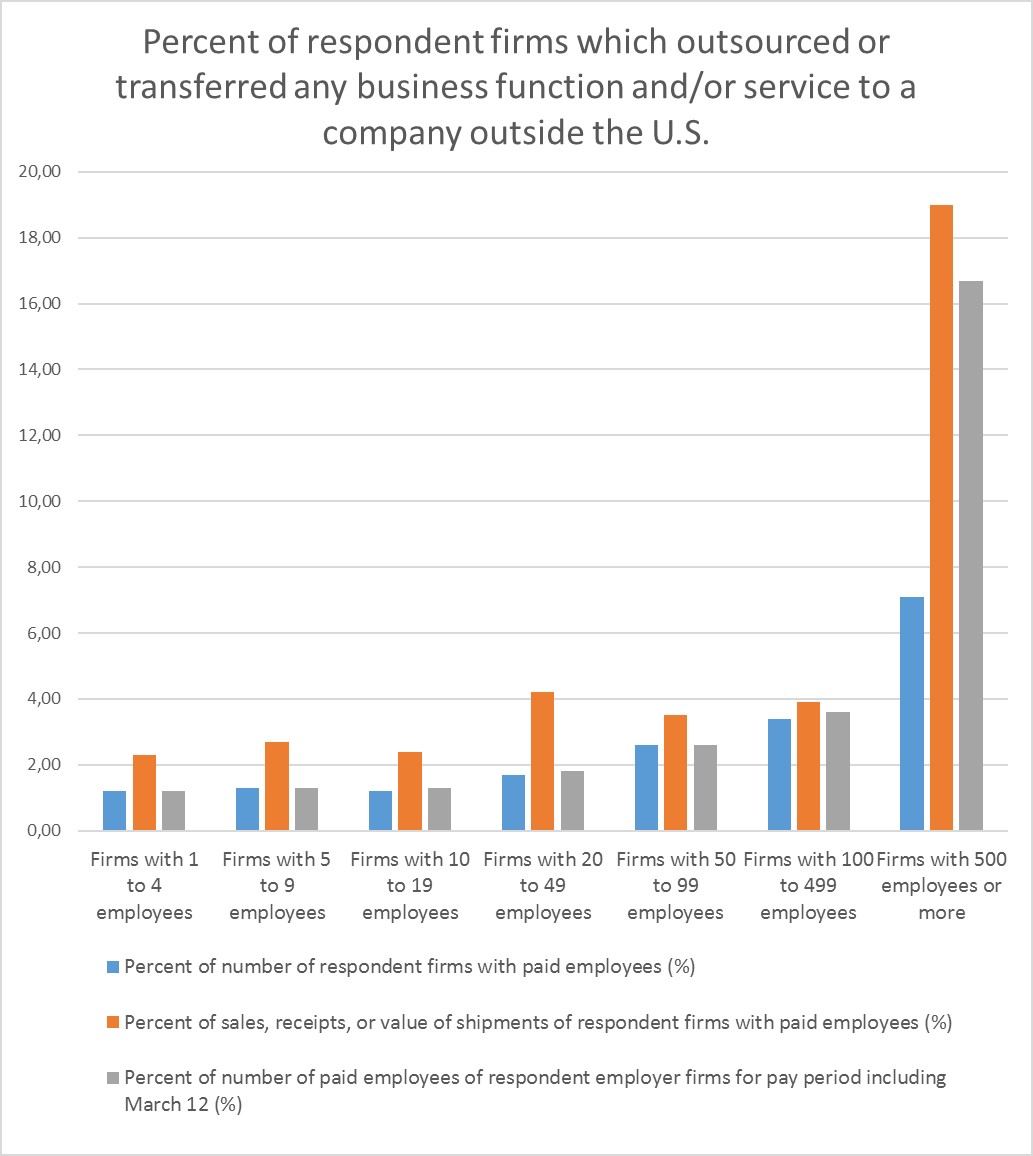 Percent of respondent firms which outsourced or
transferred any business function and/or service to a
company outside the U.S.
20,00
18,00
16,00
14,00
12,00
10,00
8,00
6,00
4,00
2,00
0,00
Firms with 1
to 4
employees
Firms with 5
to 9
employees
Firms with 10
to 19
employees
Firms with 20
to 49
employees
Firms with 50
to 99
employees
Firms with 100
to 499
employees
Firms with 500
employees or
more
Percent of number of respondent firms with paid employees (%)
Percent of sales, receipts, or value of shipments of respondent firms with paid employees (%)
Percent of number of paid employees of respondent employer firms for pay period including
March 12 (%)